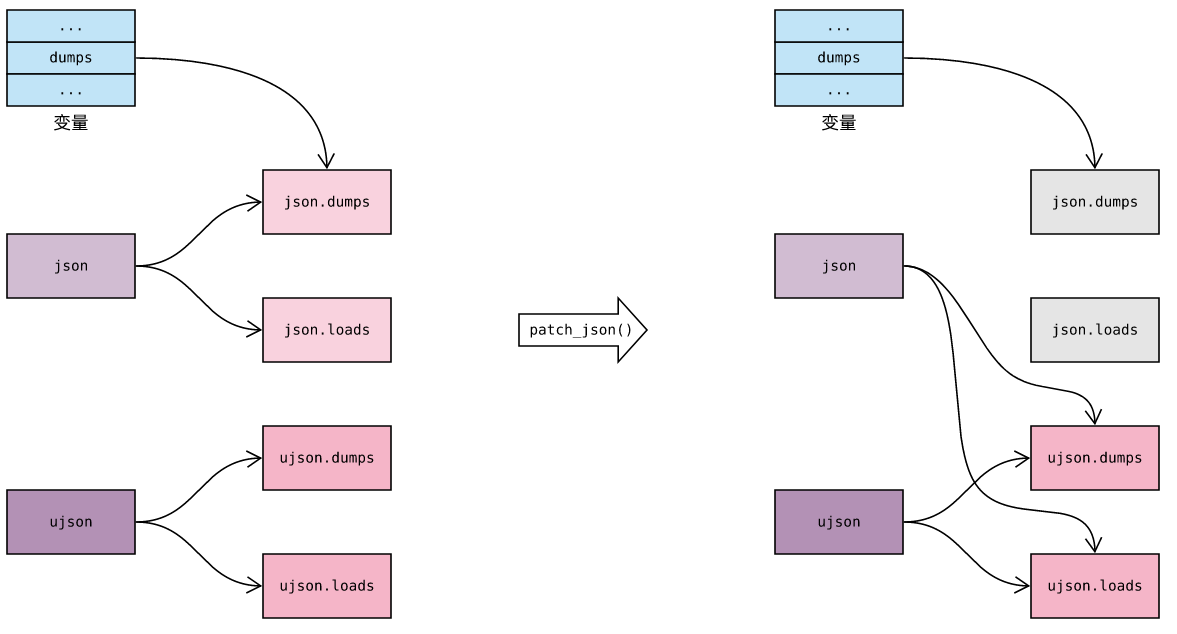 ...
dumps
...
变量
json.dumps
json
json.loads
ujson.dumps
ujson
ujson.loads
patch_json()
...
dumps
...
变量
json.dumps
json
json.loads
ujson.dumps
ujson
ujson.loads